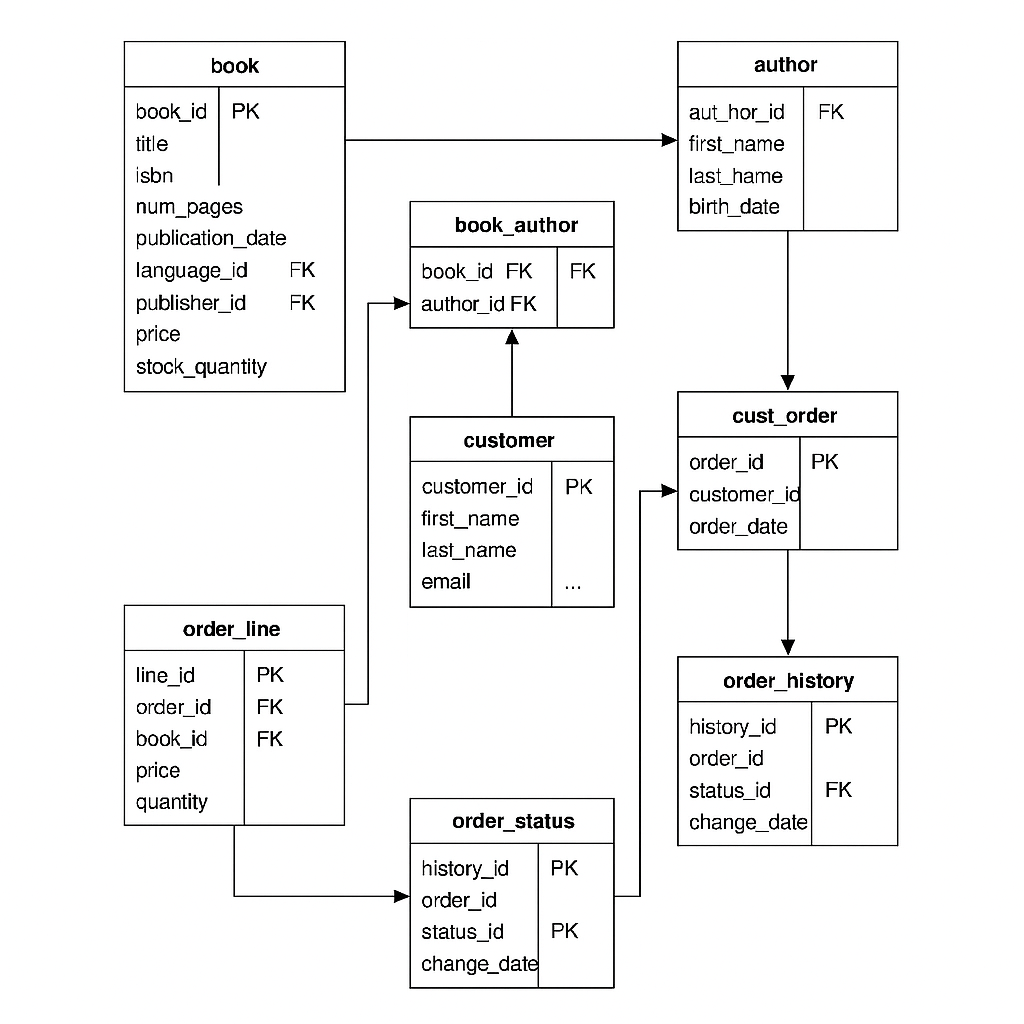 book
book_id PK
title
isbn
num_pages
publication_date
language_id FK
publisher_id FK
price
stock_quantity
author
aut_hor_id FK
first_name
last_hame
birth_date
book_author
book_id FK FK
author_id FK
customer
customer_id PK
first_name
last_name
email ...
cust_order
order_id PK
customer_id
order_date
order_line
line_id PK
order_id FK
book_id FK
price
quantity
order_history
history_id PK
order_id
status_id FK
change_date
order_status
history_id PK
order_id
status_id PK
change_date